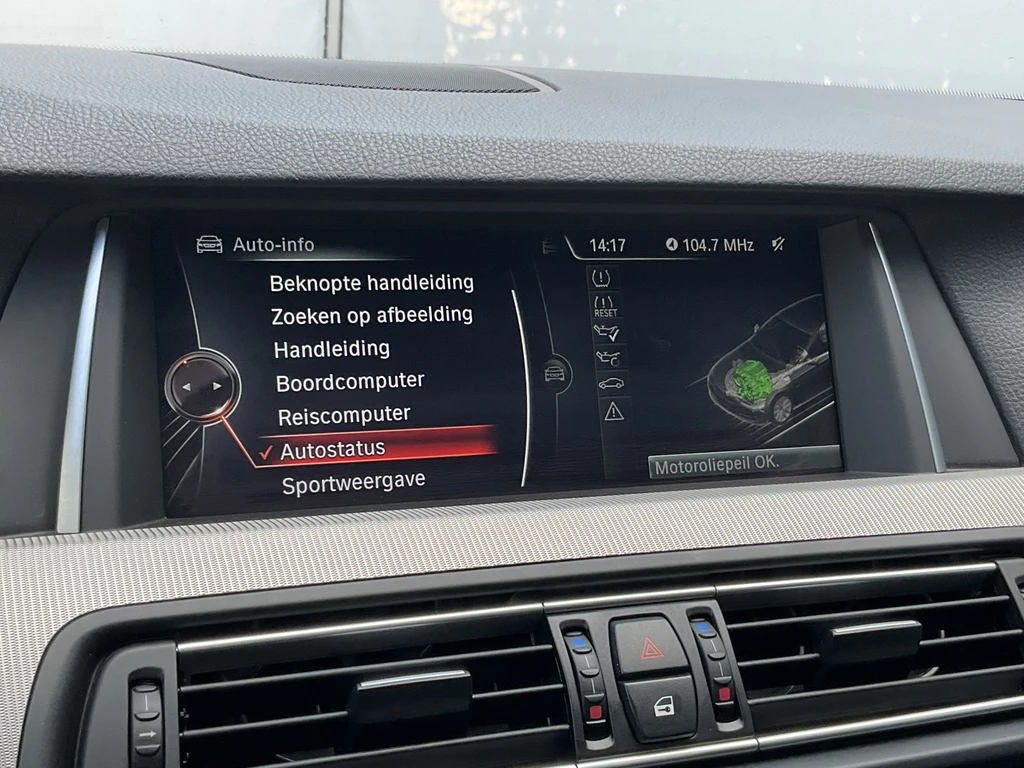 Auto-info
14:17
104.7 MHz
Beknopte handleiding
Zoeken op afbeelding
Handleiding
Boordcomputer
Reiscomputer
Autostatus
Sportweergave
RESET
Motoroliepeil OK.